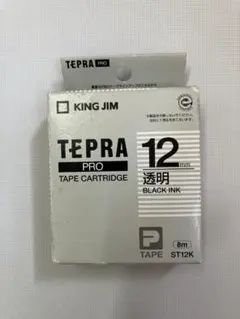 TEPRA PRO
KING JIM
TEPRA
PRO
TAPE CARTRIDGE
12mm
透明
BLACK INK
P
TAPE
8m
ST12K